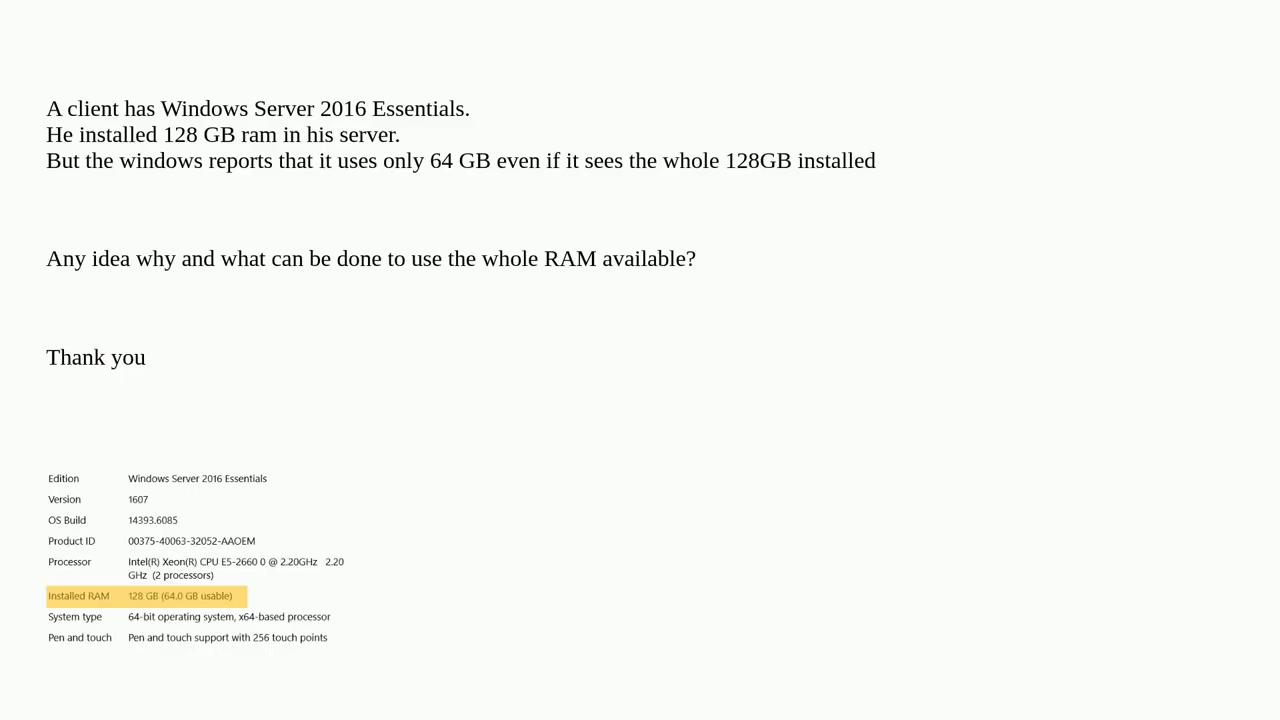 A client has Windows Server 2016 Essentials.
He installed 128 GB ram in his server.
But the windows reports that it uses only 64 GB even if it sees the whole 128GB installed
Any idea why and what can be done to use the whole RAM available?
Thank you
Edition Windows Server 2016 Essentials
Version 1607
OS Build 14393.6085
Product ID 00375-40063-32052-AAOEM
Processor Intel(R) Xeon(R) CPU E5-2660 0 @ 2.20GHz 2.20
GHz (2 processors)
Installed RAM 128 GB (64.0 GB usable)
System type 64-bit operating system, x64-based processor
Pen and touch Pen and touch support with 256 touch points